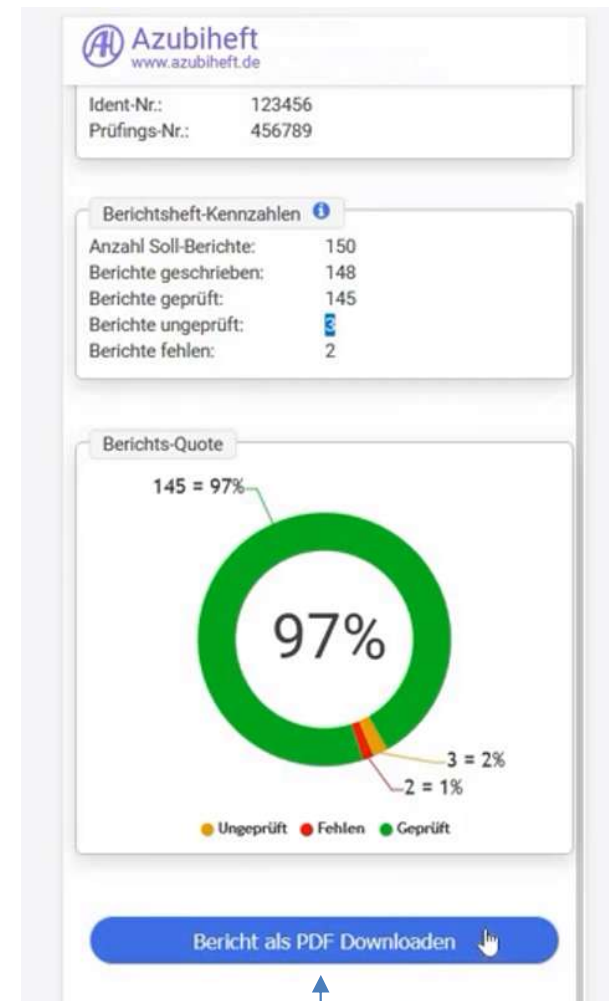 Azubiheft
www.azubiheft.de
Ident-Nr.: 123456
Prüfings-Nr.: 456789
Berichtsheft-Kennzahlen
Anzahl Soll-Berichte: 150
Berichte geschrieben: 148
Berichte geprüft: 145
Berichte ungeprüft: 3
Berichte fehlen: 2
Berichts-Quote
145 = 97%
97%
3 = 2%
2 = 1%
Ungeprüft Fehlen Geprüft
Bericht als PDF Downloaden